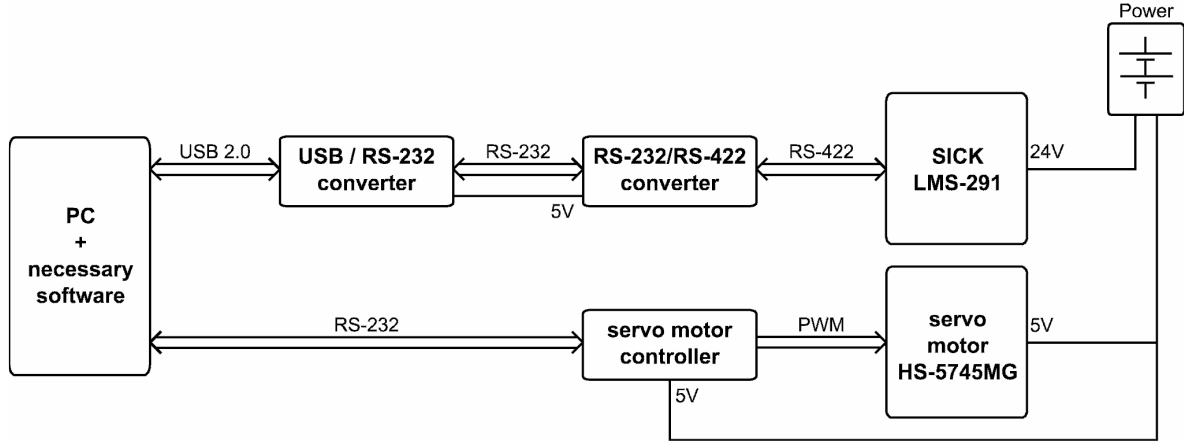 Power
USB 2.0
USB / RS-232
converter
RS-232
5V
RS-232/RS-422
converter
RS-422
SICK
LMS-291
24V
PC
+
necessary
software
RS-232
servo motor
controller
5V
PWM
servo
motor
HS-5745MG
5V